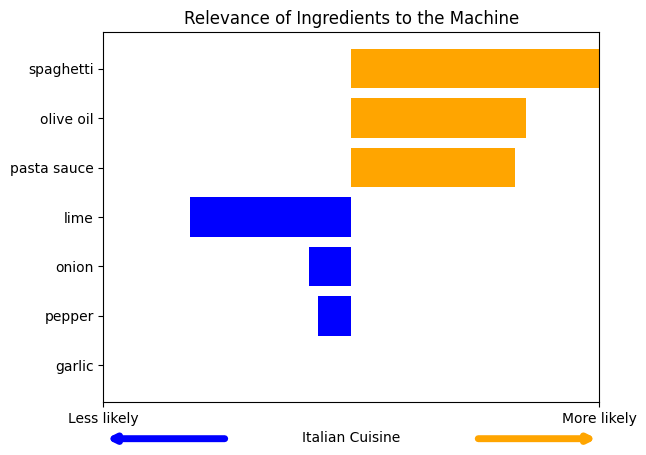 Relevance of Ingredients to the Machine
spaghetti
olive oil
pasta sauce
lime
onion
pepper
garlic
Less likely
More likely
Italian Cuisine